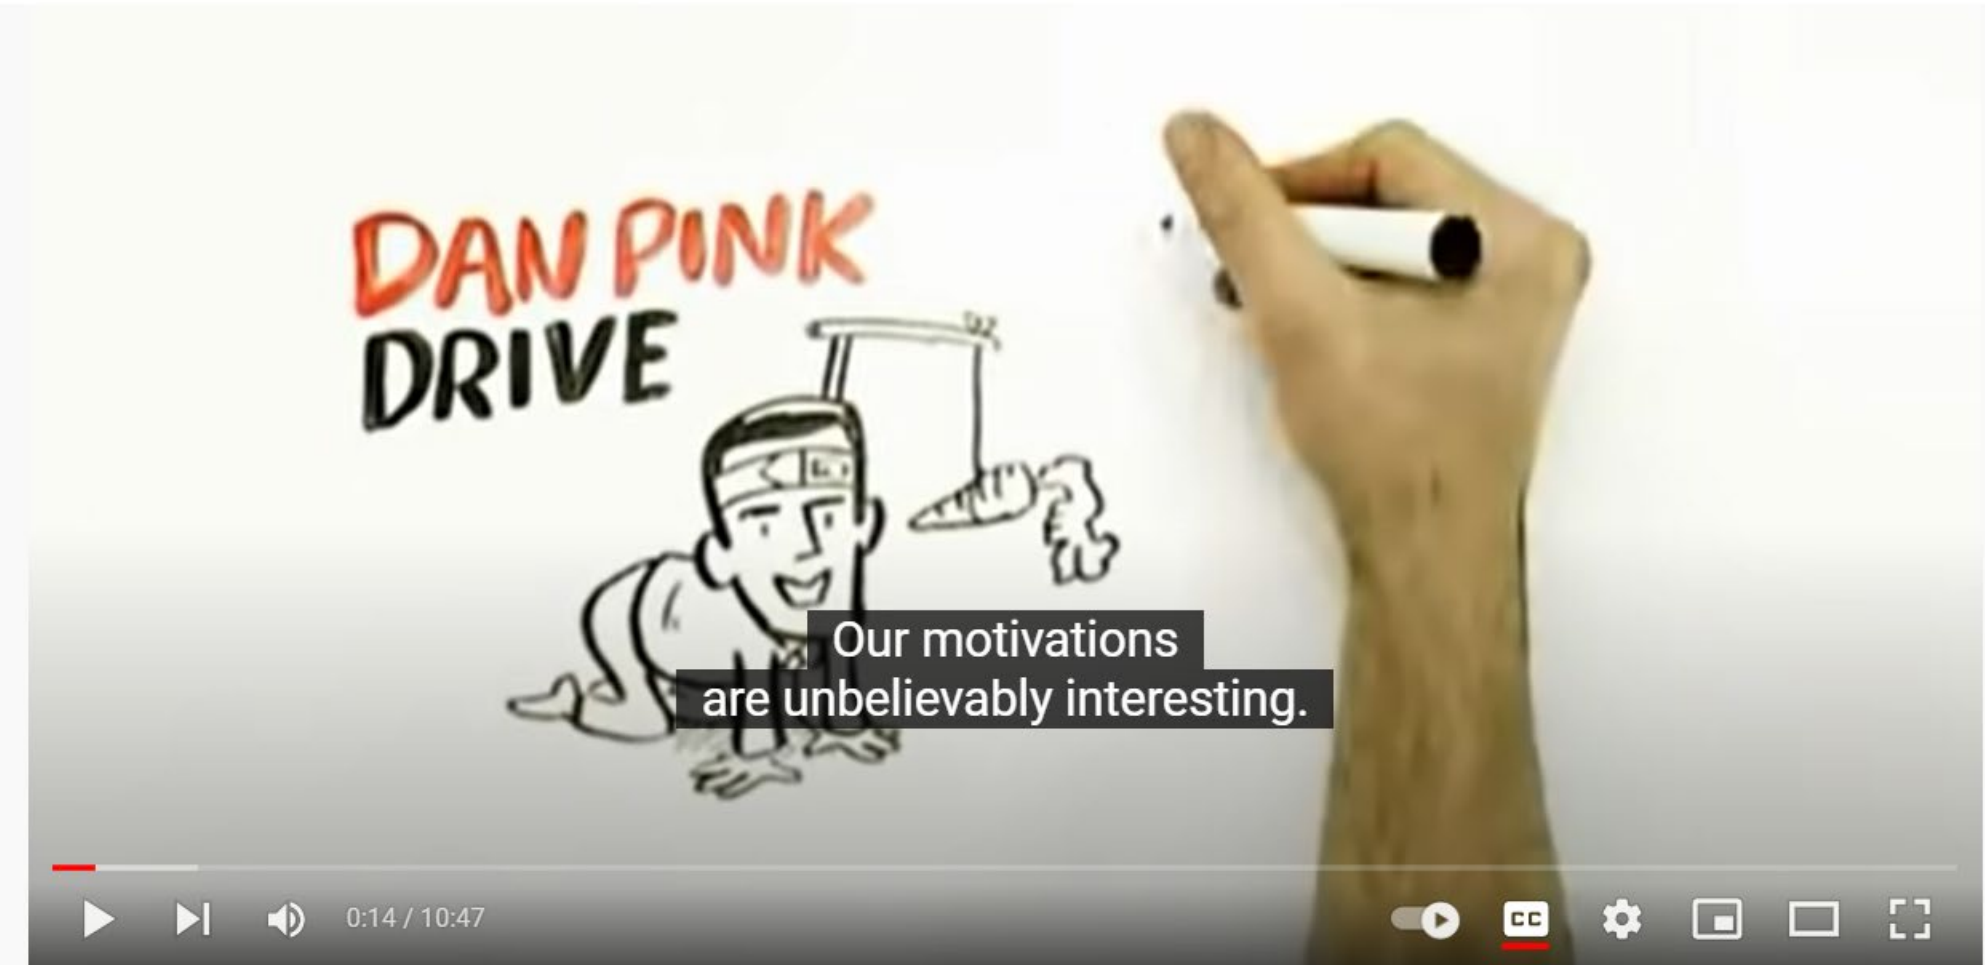 DAN PINK
DRIVE
Our motivations
are unbelievably interesting.
0:14 / 10:47
CC